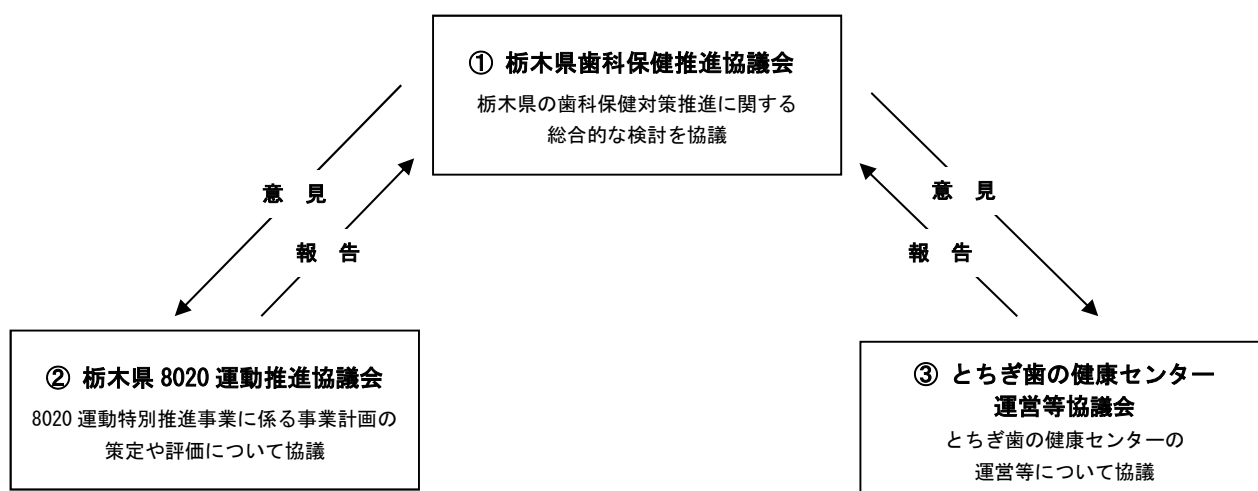 ① 栃木県歯科保健推進協議会
栃木県の歯科保健対策推進に関する
総合的な検討を協議
意 見
報 告
意 見
報 告
② 栃木県 8020 運動推進協議会
8020 運動特別推進事業に係る事業計画の
策定や評価について協議
③ とちぎ歯の健康センター
運営等協議会
とちぎ歯の健康センターの
運営等について協議